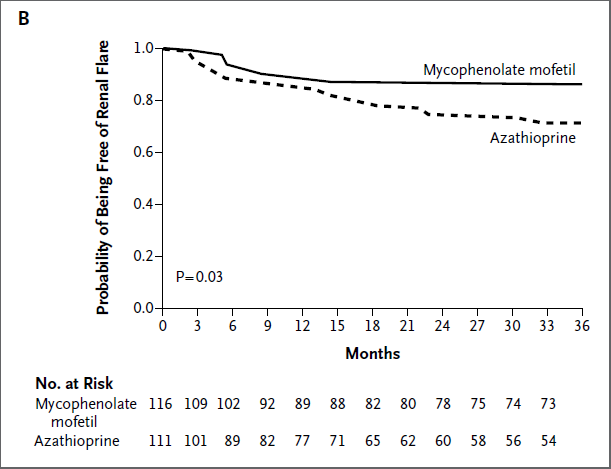 B
Probability of Being Free of Renal Flare
1.0
0.8
0.6
0.4
0.2
0.0
Mycophenolate mofetil
Azathioprine
P=0.03
0 3 6 9 12 15 18 21 24 27 30 33 36
Months
No. at Risk
Mycophenolate 116 109 102 92 89 88 82 80 78 75 74 73
mofetil
Azathioprine 111 101 89 82 77 71 65 62 60 58 56 54